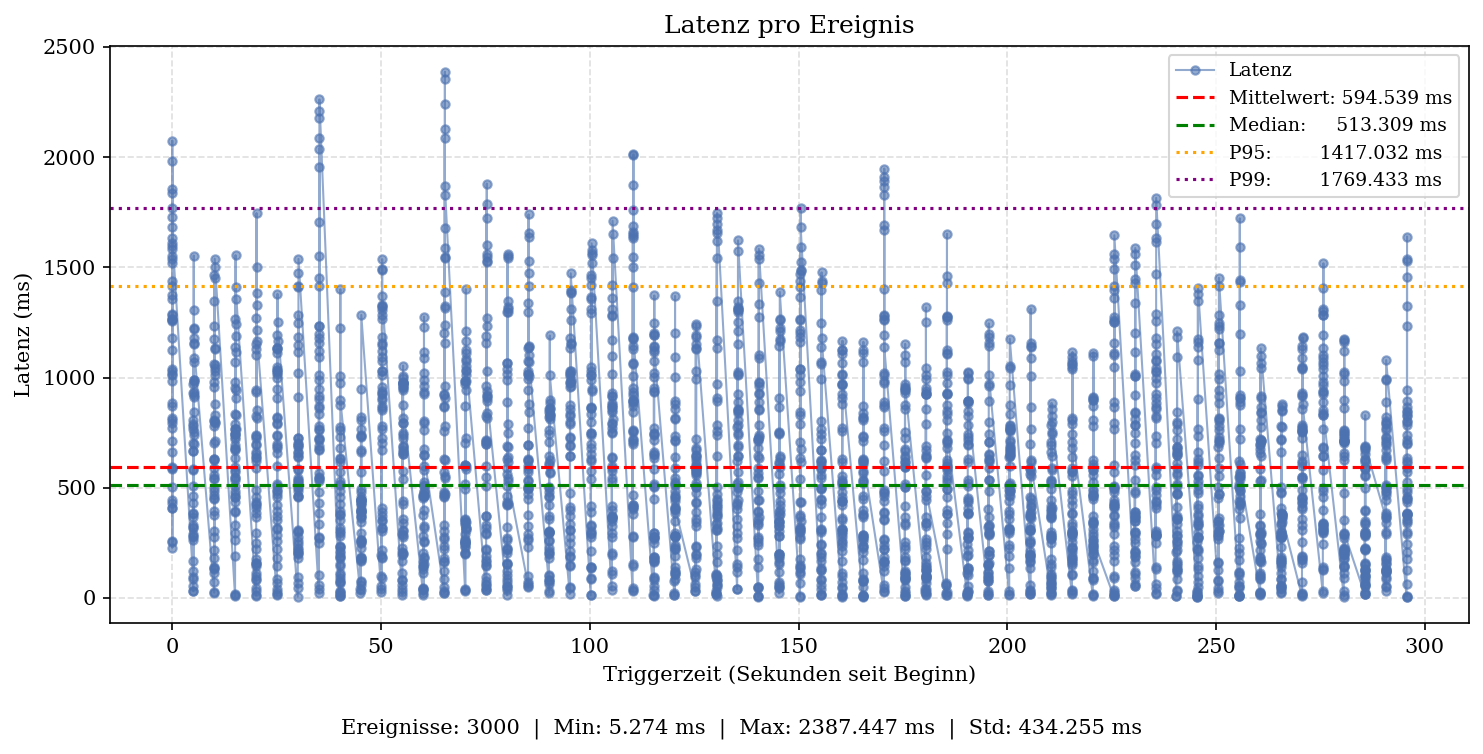 Latenz pro Ereignis
2500
2000
1500
1000
500
0
Latenz (ms)
Latenz
Mittelwert: 594.539 ms
Median: 513.309 ms
P95: 1417.032 ms
P99: 1769.433 ms
0 50 100 150 200 250 300
Triggerzeit (Sekunden seit Beginn)
Ereignisse: 3000 | Min: 5.274 ms | Max: 2387.447 ms | Std: 434.255 ms